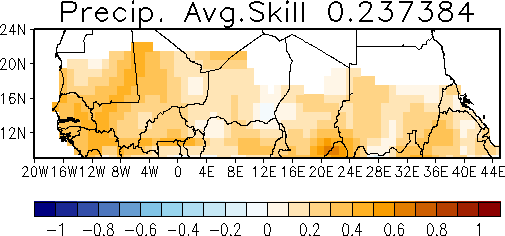 Precip. Avg.Skill 0.237384
24N
20N
16N
12N
20W 16W 12W 8W 4W 0 4E 8E 12E 16E 20E 24E 28E 32E 36E 40E 44E
-1 -0.8 -0.6 -0.4 -0.2 0 0.2 0.4 0.6 0.8 1